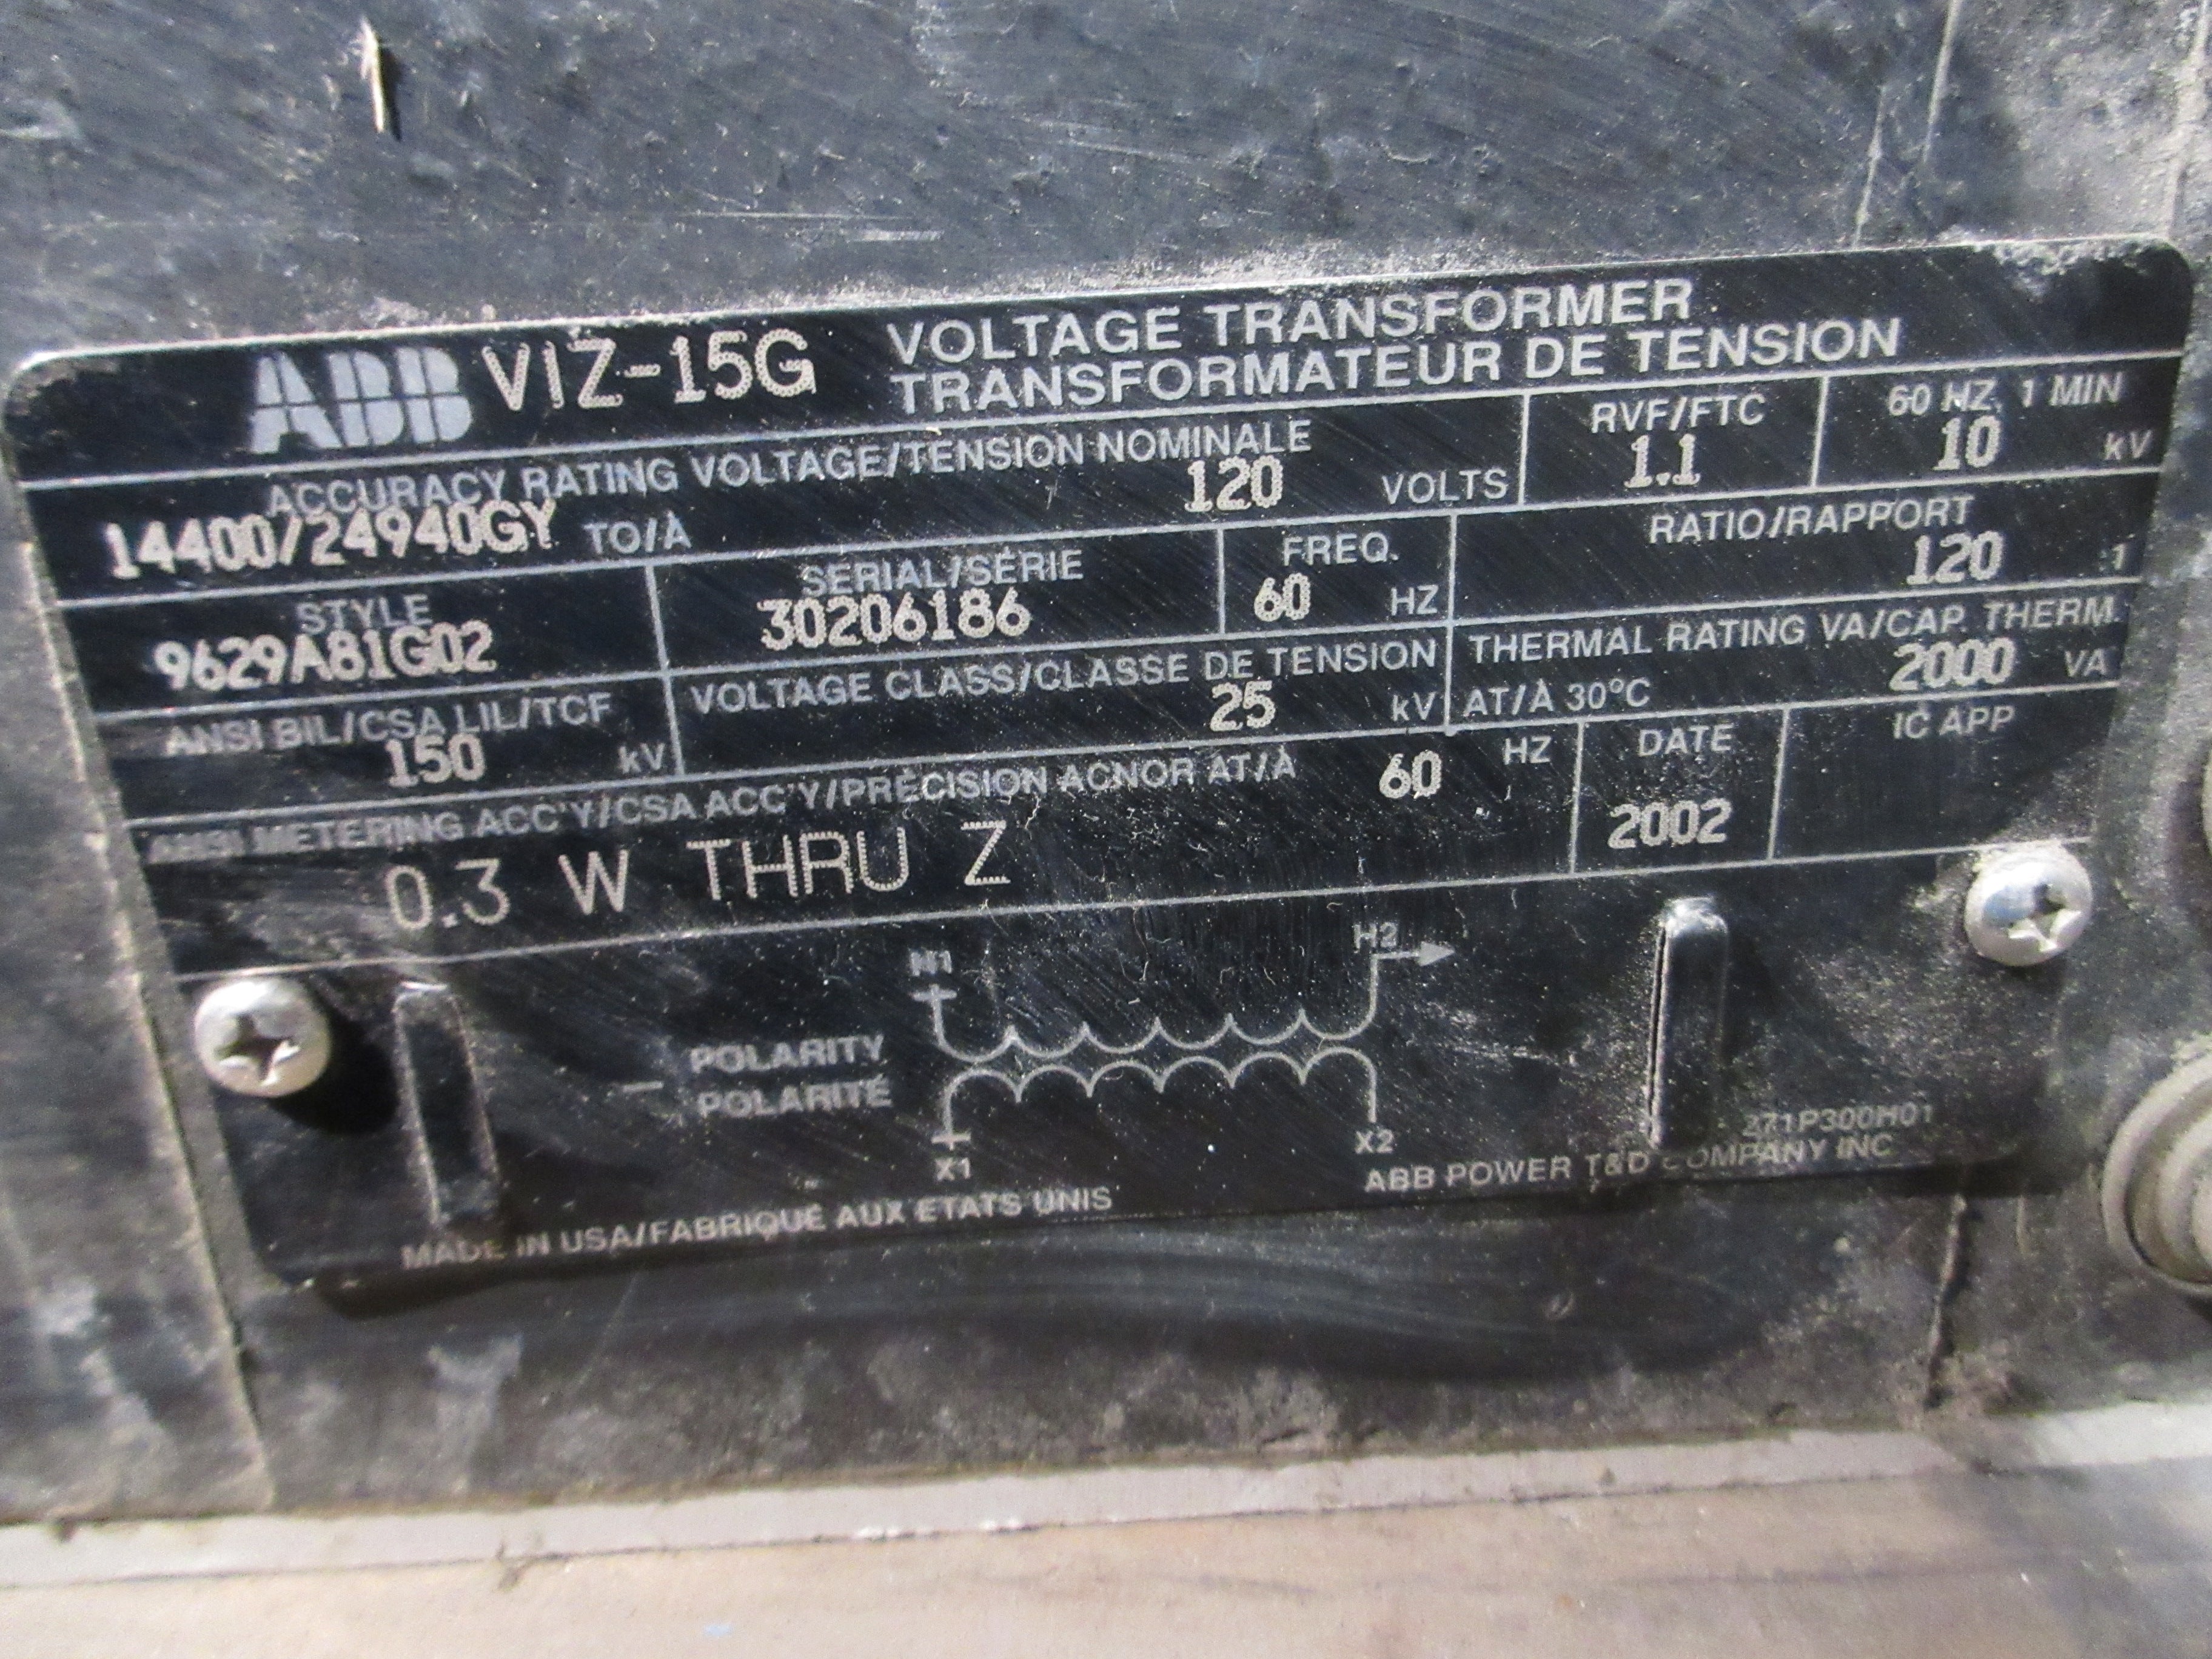 ABB VIZ-15G VOLTAGE TRANSFORMER
TRANSFORMATEUR DE TENSION
ACCURACY RATING VOLTAGE/TENSION NOMINALE
14400/24940GY TO/À 120 VOLTS
RVF/FTC
1.1
60 HZ, 1 MIN
10 kV
STYLE
9629A81G02
SERIAL/SÉRIE
30206186
FREQ.
60 HZ
RATIO/RAPPORT
120 :1
ANSI BIL/CSA LIL/TCF
150 kV
VOLTAGE CLASS/CLASSE DE TENSION
25 kV
THERMAL RATING VA/CAP. THERM.
AT/À 30°C 2000 VA
ANSI METERING ACC'Y/CSA ACC'Y/PRÉCISION ACNOR AT/À 60 HZ
0.3 W THRU Z
DATE
2002
IC APP
H1 H2
POLARITY
POLARITÉ
X1 X2
271P300H01
MADE IN USA/FABRIQUÉ AUX ETATS UNIS
ABB POWER T&D COMPANY INC